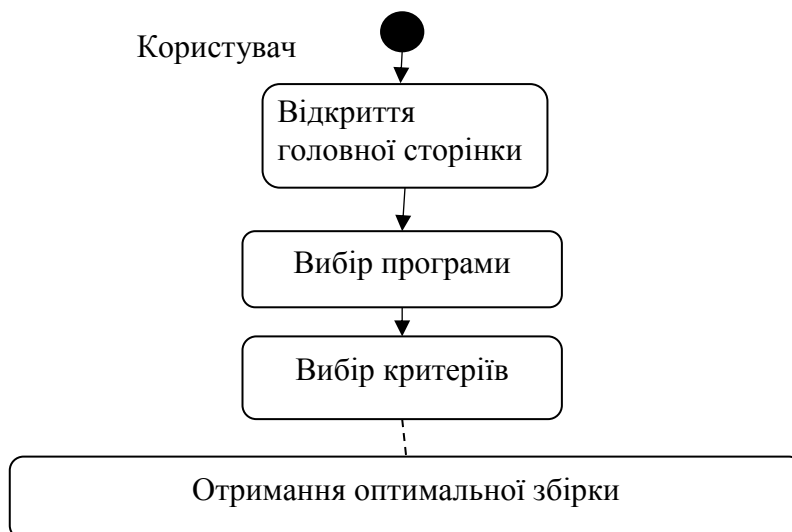 Користувач
Відкриття
головної сторінки
Вибір програми
Вибір критеріїв
Отримання оптимальної збірки